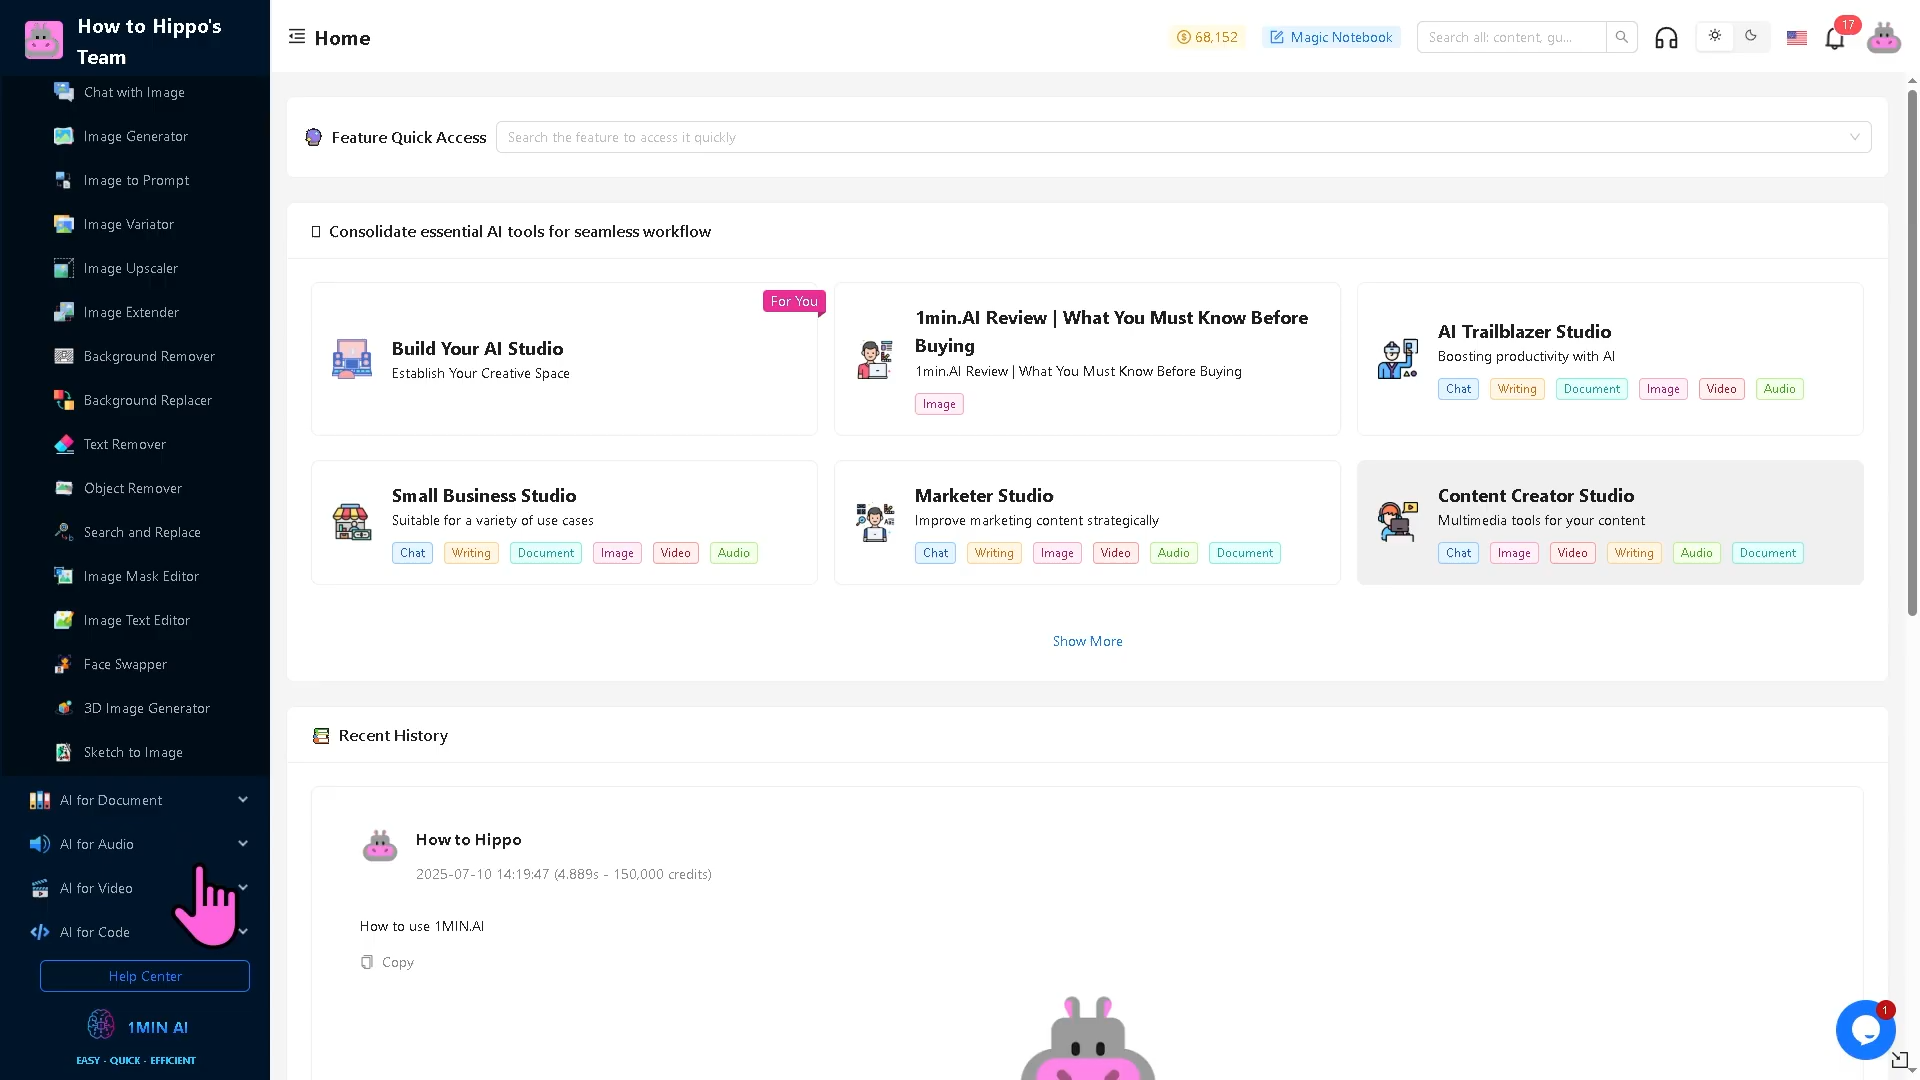 How to Hippo's
Team
Chat with Image
Image Generator
Image to Prompt
Image Variator
Image Upscaler
Image Extender
Background Remover
Background Replacer
Text Remover
Object Remover
Search and Replace
Image Mask Editor
Image Text Editor
Face Swapper
3D Image Generator
Sketch to Image
AI for Document
AI for Audio
AI for Video
AI for Code
Help Center
1MIN AI
EASY - QUICK - EFFICIENT
Home
68,152
Magic Notebook
Search all: content, gu...
17
Feature Quick Access
Search the feature to access it quickly
Consolidate essential AI tools for seamless workflow
For You
Build Your AI Studio
Establish Your Creative Space
1min.AI Review | What You Must Know Before
Buying
1min.AI Review | What You Must Know Before Buying
Image
AI Trailblazer Studio
Boosting productivity with AI
Chat Writing Document Image Video Audio
Small Business Studio
Suitable for a variety of use cases
Chat Writing Document Image Video Audio
Marketer Studio
Improve marketing content strategically
Chat Writing Image Video Audio Document
Content Creator Studio
Multimedia tools for your content
Chat Image Video Writing Audio Document
Show More
Recent History
How to Hippo
2025-07-10 14:19:47 (4.889s - 150,000 credits)
How to use 1MIN.AI
Copy
1